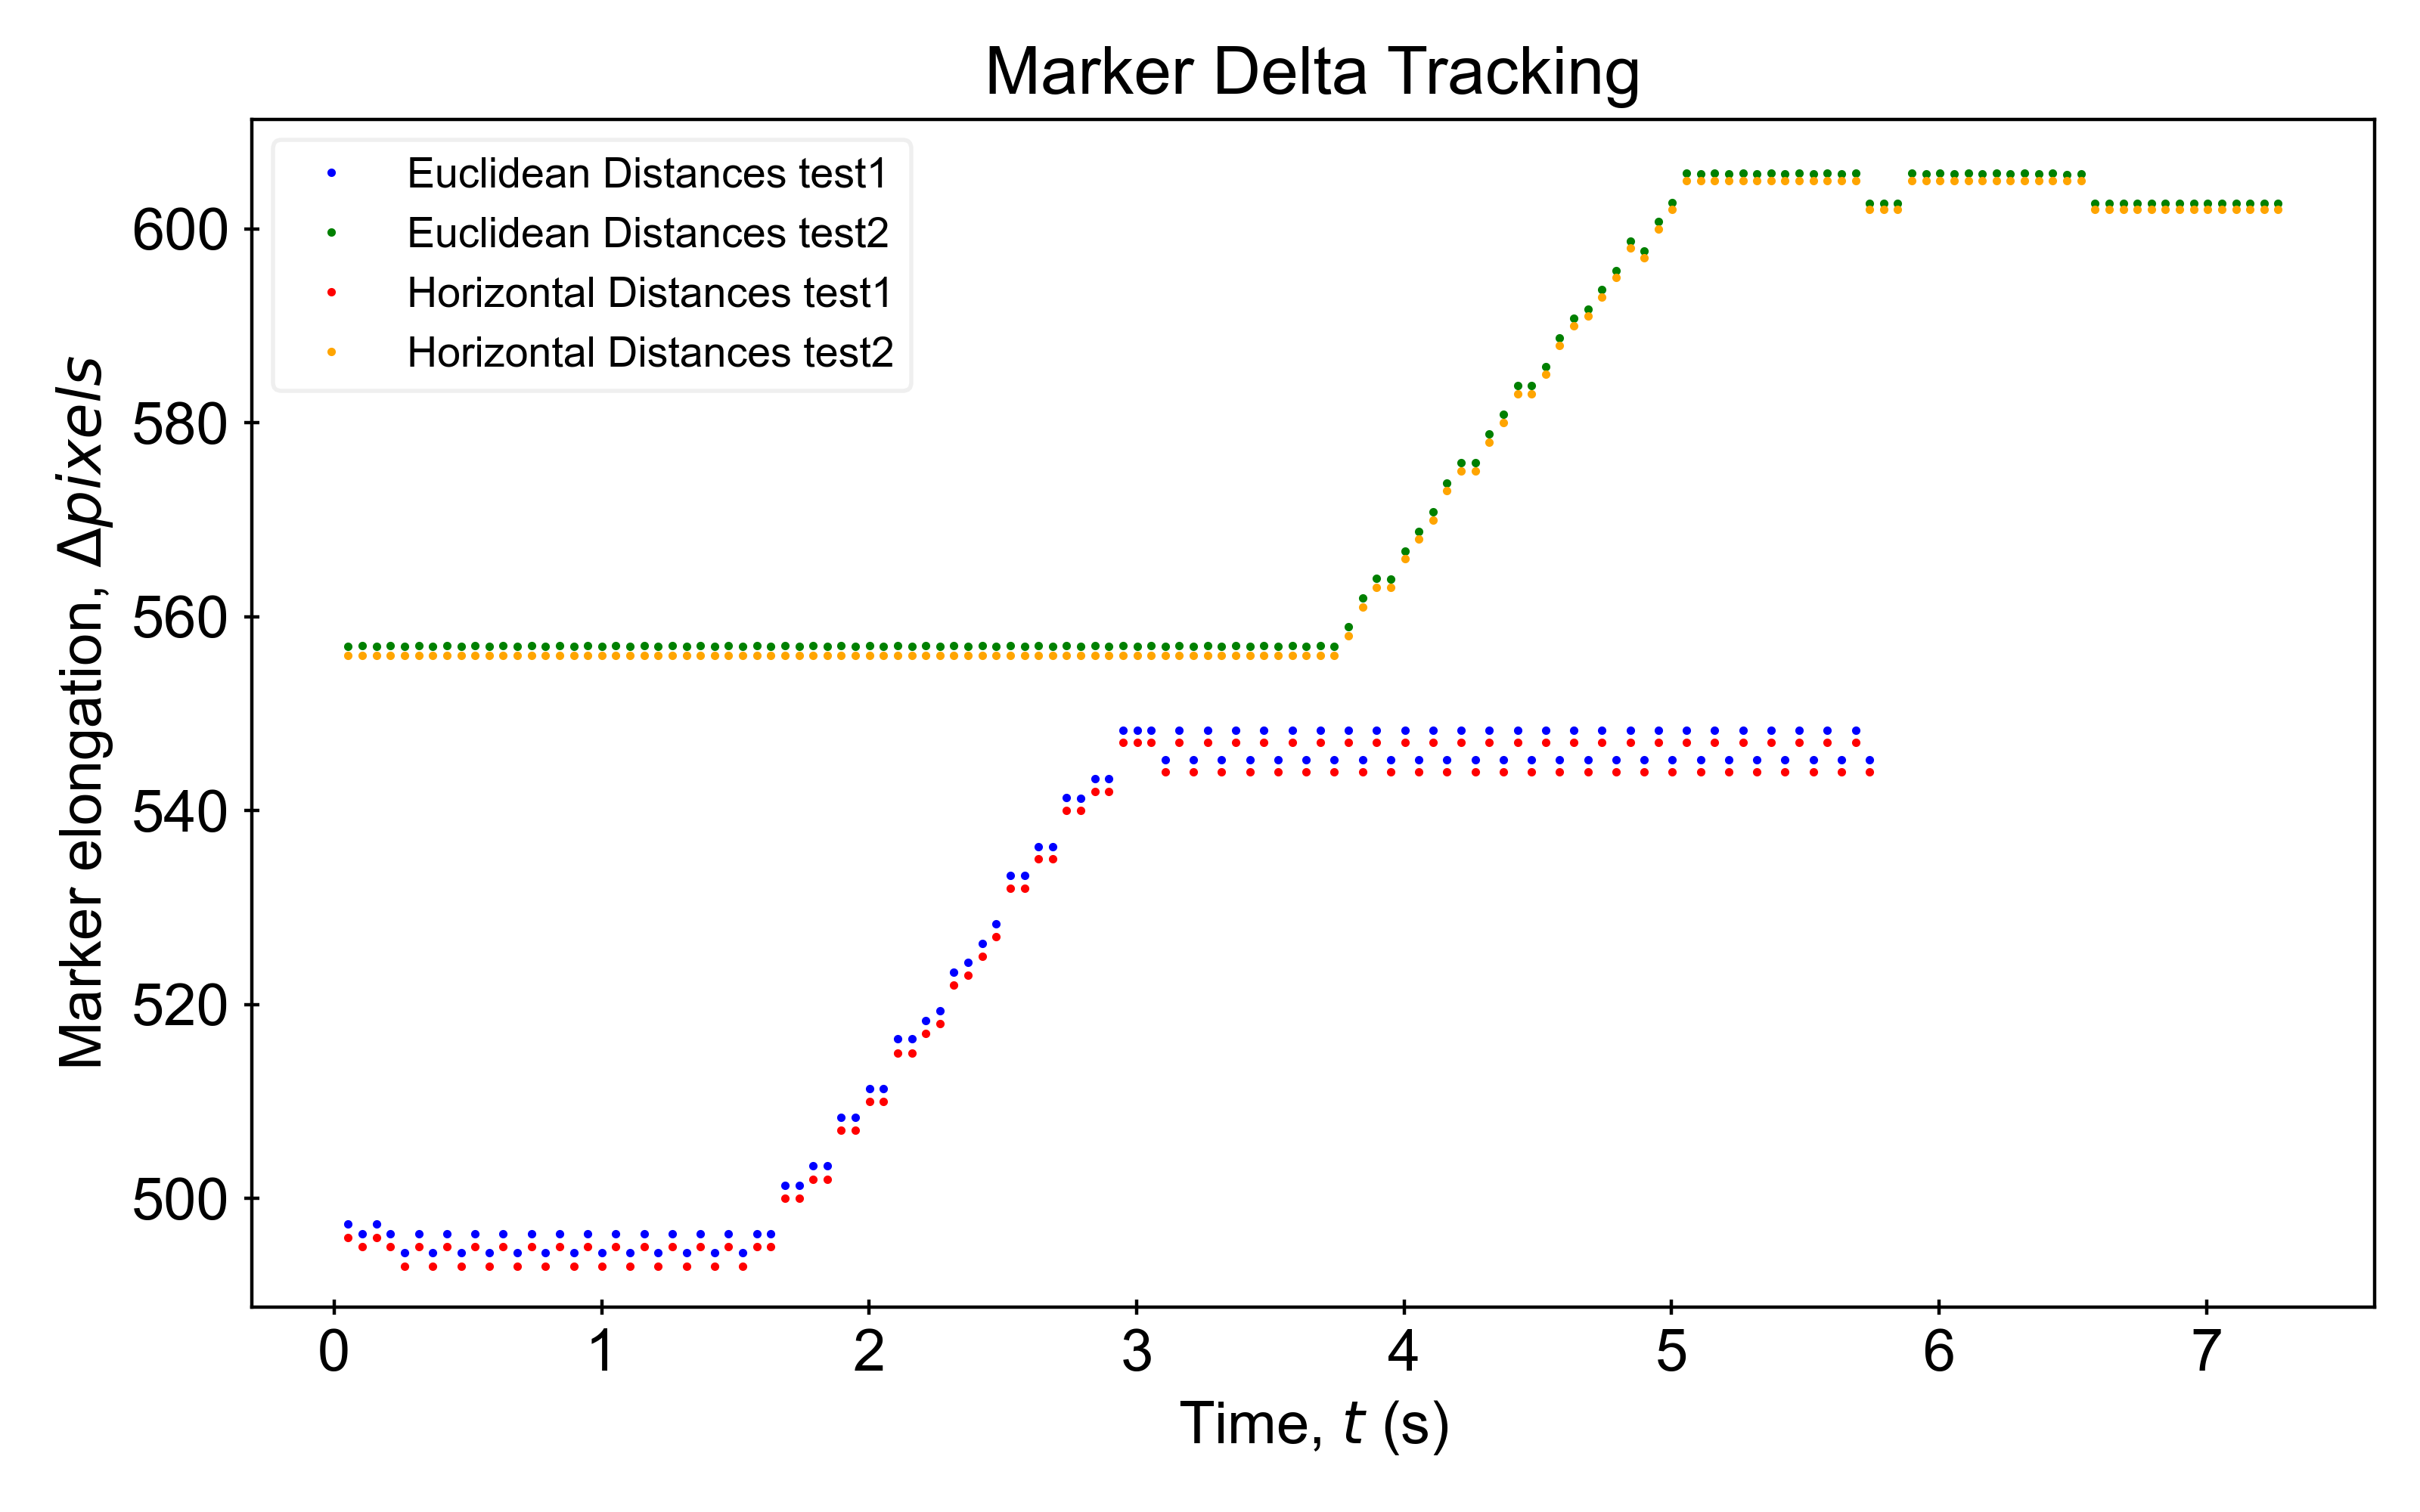 Marker Delta Tracking
Euclidean Distances test1
Euclidean Distances test2
Horizontal Distances test1
Horizontal Distances test2
Marker elongation, Δpixels
600
580
560
540
520
500
0 1 2 3 4 5 6 7
Time, t (s)